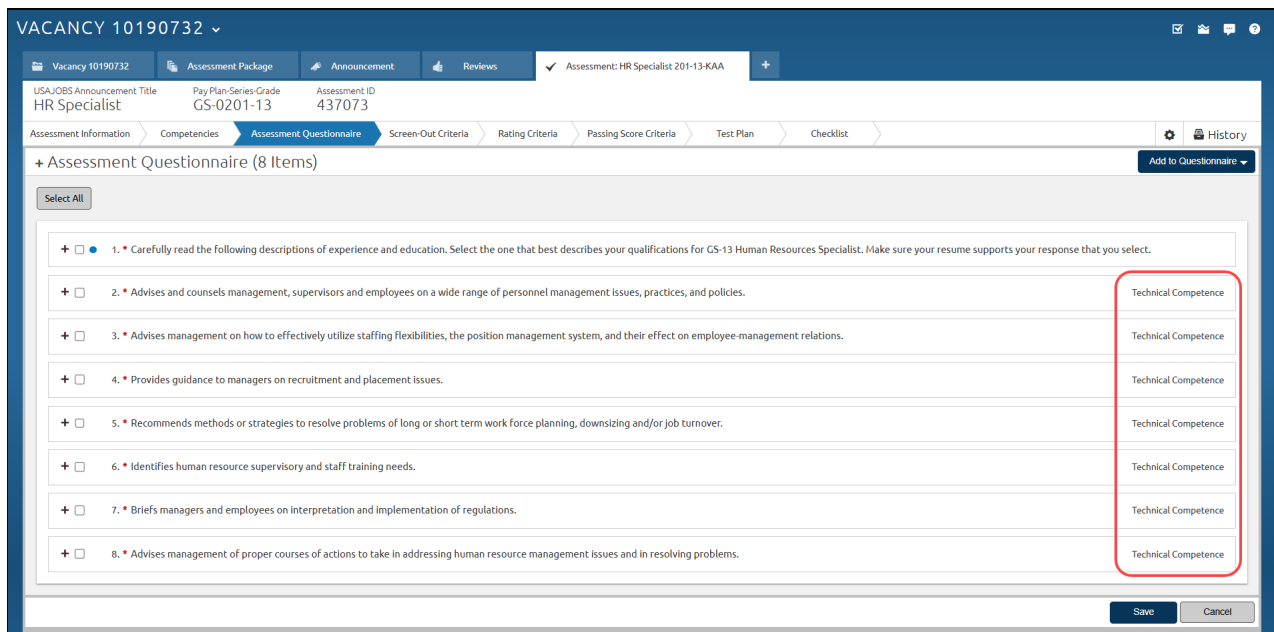 VACANCY 10190732
Vacancy 10190732 Assessment Package Announcement Reviews Assessment: HR Specialist 201-13-KAA +
USAJOBS Announcement Title Pay Plan-Series-Grade Assessment ID
HR Specialist GS-0201-13 437073
Assessment Information Competencies Assessment Questionnaire Screen-Out Criteria Rating Criteria Passing Score Criteria Test Plan Checklist History
+ Assessment Questionnaire (8 Items) Add to Questionnaire
Select All
+ 1. * Carefully read the following descriptions of experience and education. Select the one that best describes your qualifications for GS-13 Human Resources Specialist. Make sure your resume supports your response that you select.
+ 2. * Advises and counsels management, supervisors and employees on a wide range of personnel management issues, practices, and policies. Technical Competence
+ 3. * Advises management on how to effectively utilize staffing flexibilities, the position management system, and their effect on employee-management relations. Technical Competence
+ 4. * Provides guidance to managers on recruitment and placement issues. Technical Competence
+ 5. * Recommends methods or strategies to resolve problems of long or short term work force planning, downsizing and/or job turnover. Technical Competence
+ 6. * Identifies human resource supervisory and staff training needs. Technical Competence
+ 7. * Briefs managers and employees on interpretation and implementation of regulations. Technical Competence
+ 8. * Advises management of proper courses of actions to take in addressing human resource management issues and in resolving problems. Technical Competence
Save Cancel